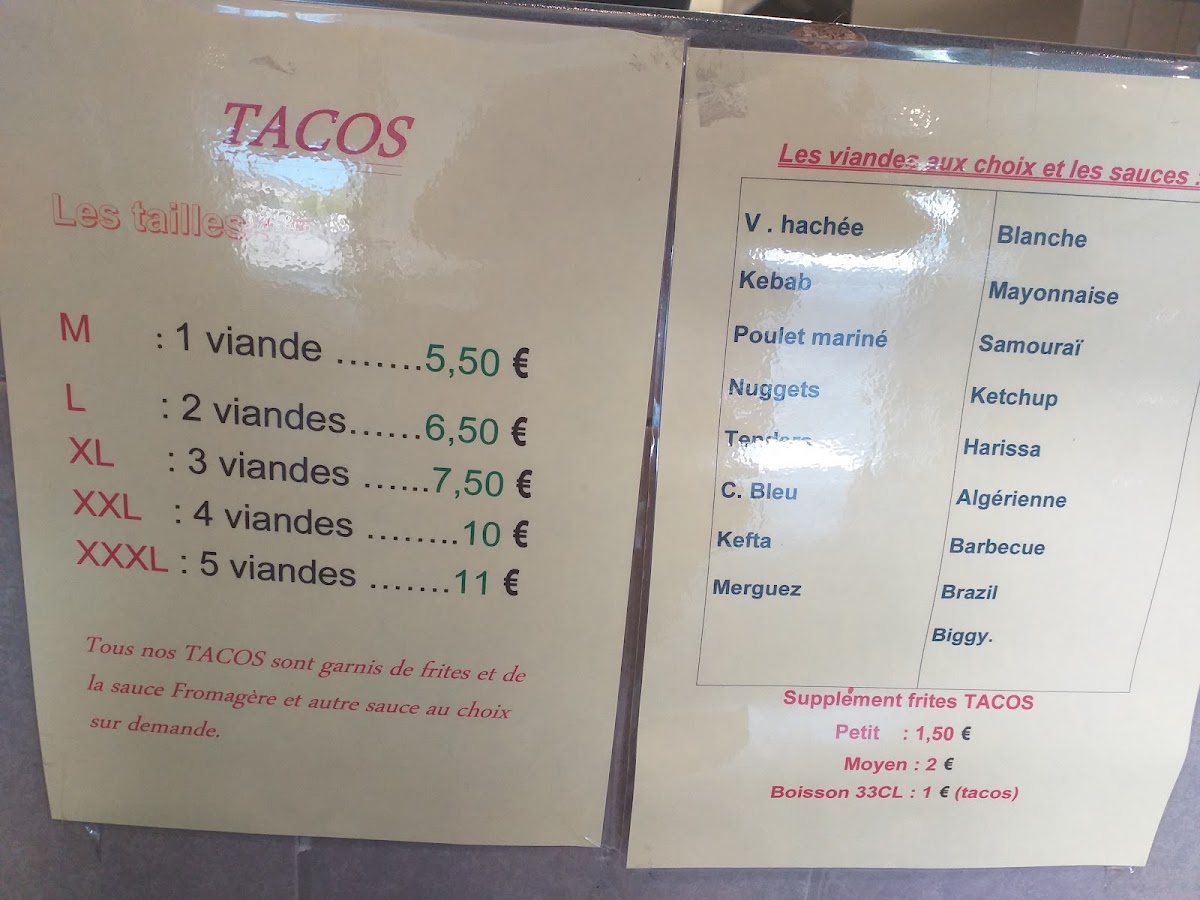 TACOS
Les tailles
M : 1 viande .......5,50 €
L : 2 viandes......6,50 €
XL : 3 viandes ......7,50 €
XXL : 4 viandes ........10 €
XXXL : 5 viandes .......11 €
Tous nos TACOS sont garnis de frites et de
la sauce Fromagère et autre sauce au choix
sur demande.
Les viandes aux choix et les sauces :
V . hachée
Kebab
Poulet mariné
Nuggets
Tenders
C. Bleu
Kefta
Merguez
Blanche
Mayonnaise
Samouraï
Ketchup
Harissa
Algérienne
Barbecue
Brazil
Biggy.
Supplément frites TACOS
Petit : 1,50 €
Moyen : 2 €
Boisson 33CL : 1 € (tacos)